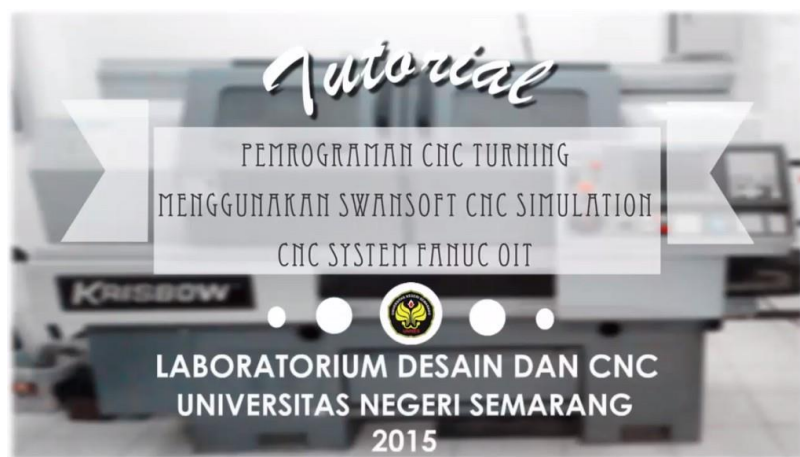 Tutorial
PEMROGRAMAN CNC TURNING
MENGGUNAKAN SWANSOFT CNC SIMULATION
CNC SYSTEM FANUC OIT
KRISBOW
LABORATORIUM DESAIN DAN CNC
UNIVERSITAS NEGERI SEMARANG
2015